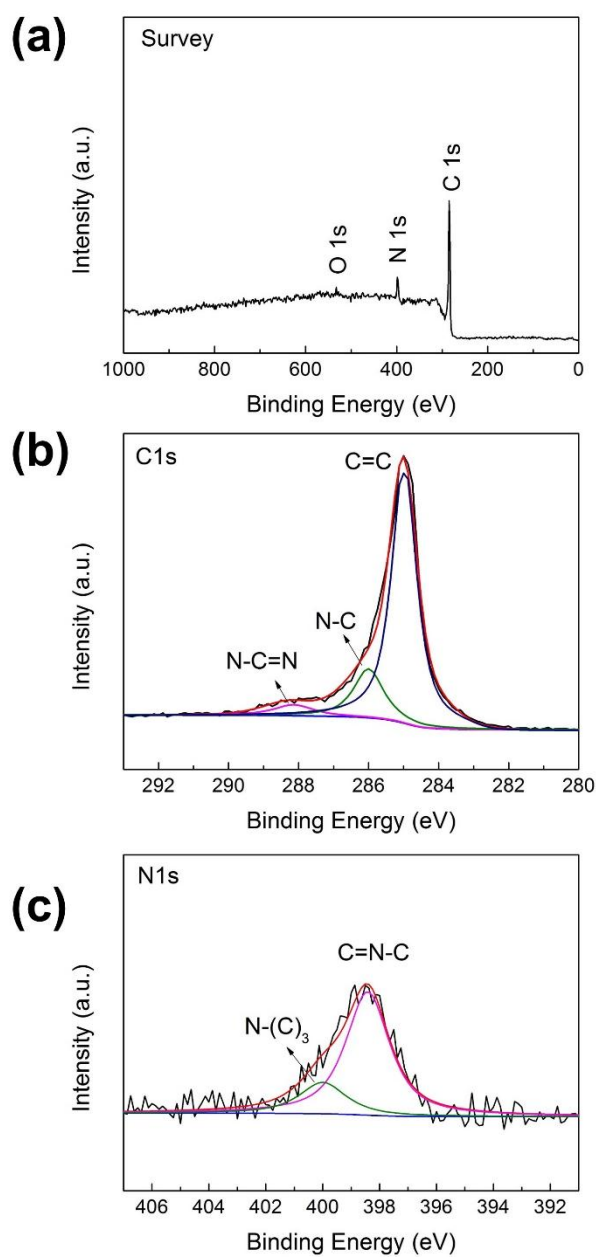 (a)
Survey
O 1s
N 1s
C 1s
Intensity (a.u.)
1000 800 600 400 200 0
Binding Energy (eV)
(b)
C1s
C=C
N-C
N-C=N
Intensity (a.u.)
292 290 288 286 284 282 280
Binding Energy (eV)
(c)
N1s
C=N-C
N-(C)₃
Intensity (a.u.)
406 404 402 400 398 396 394 392
Binding Energy (eV)